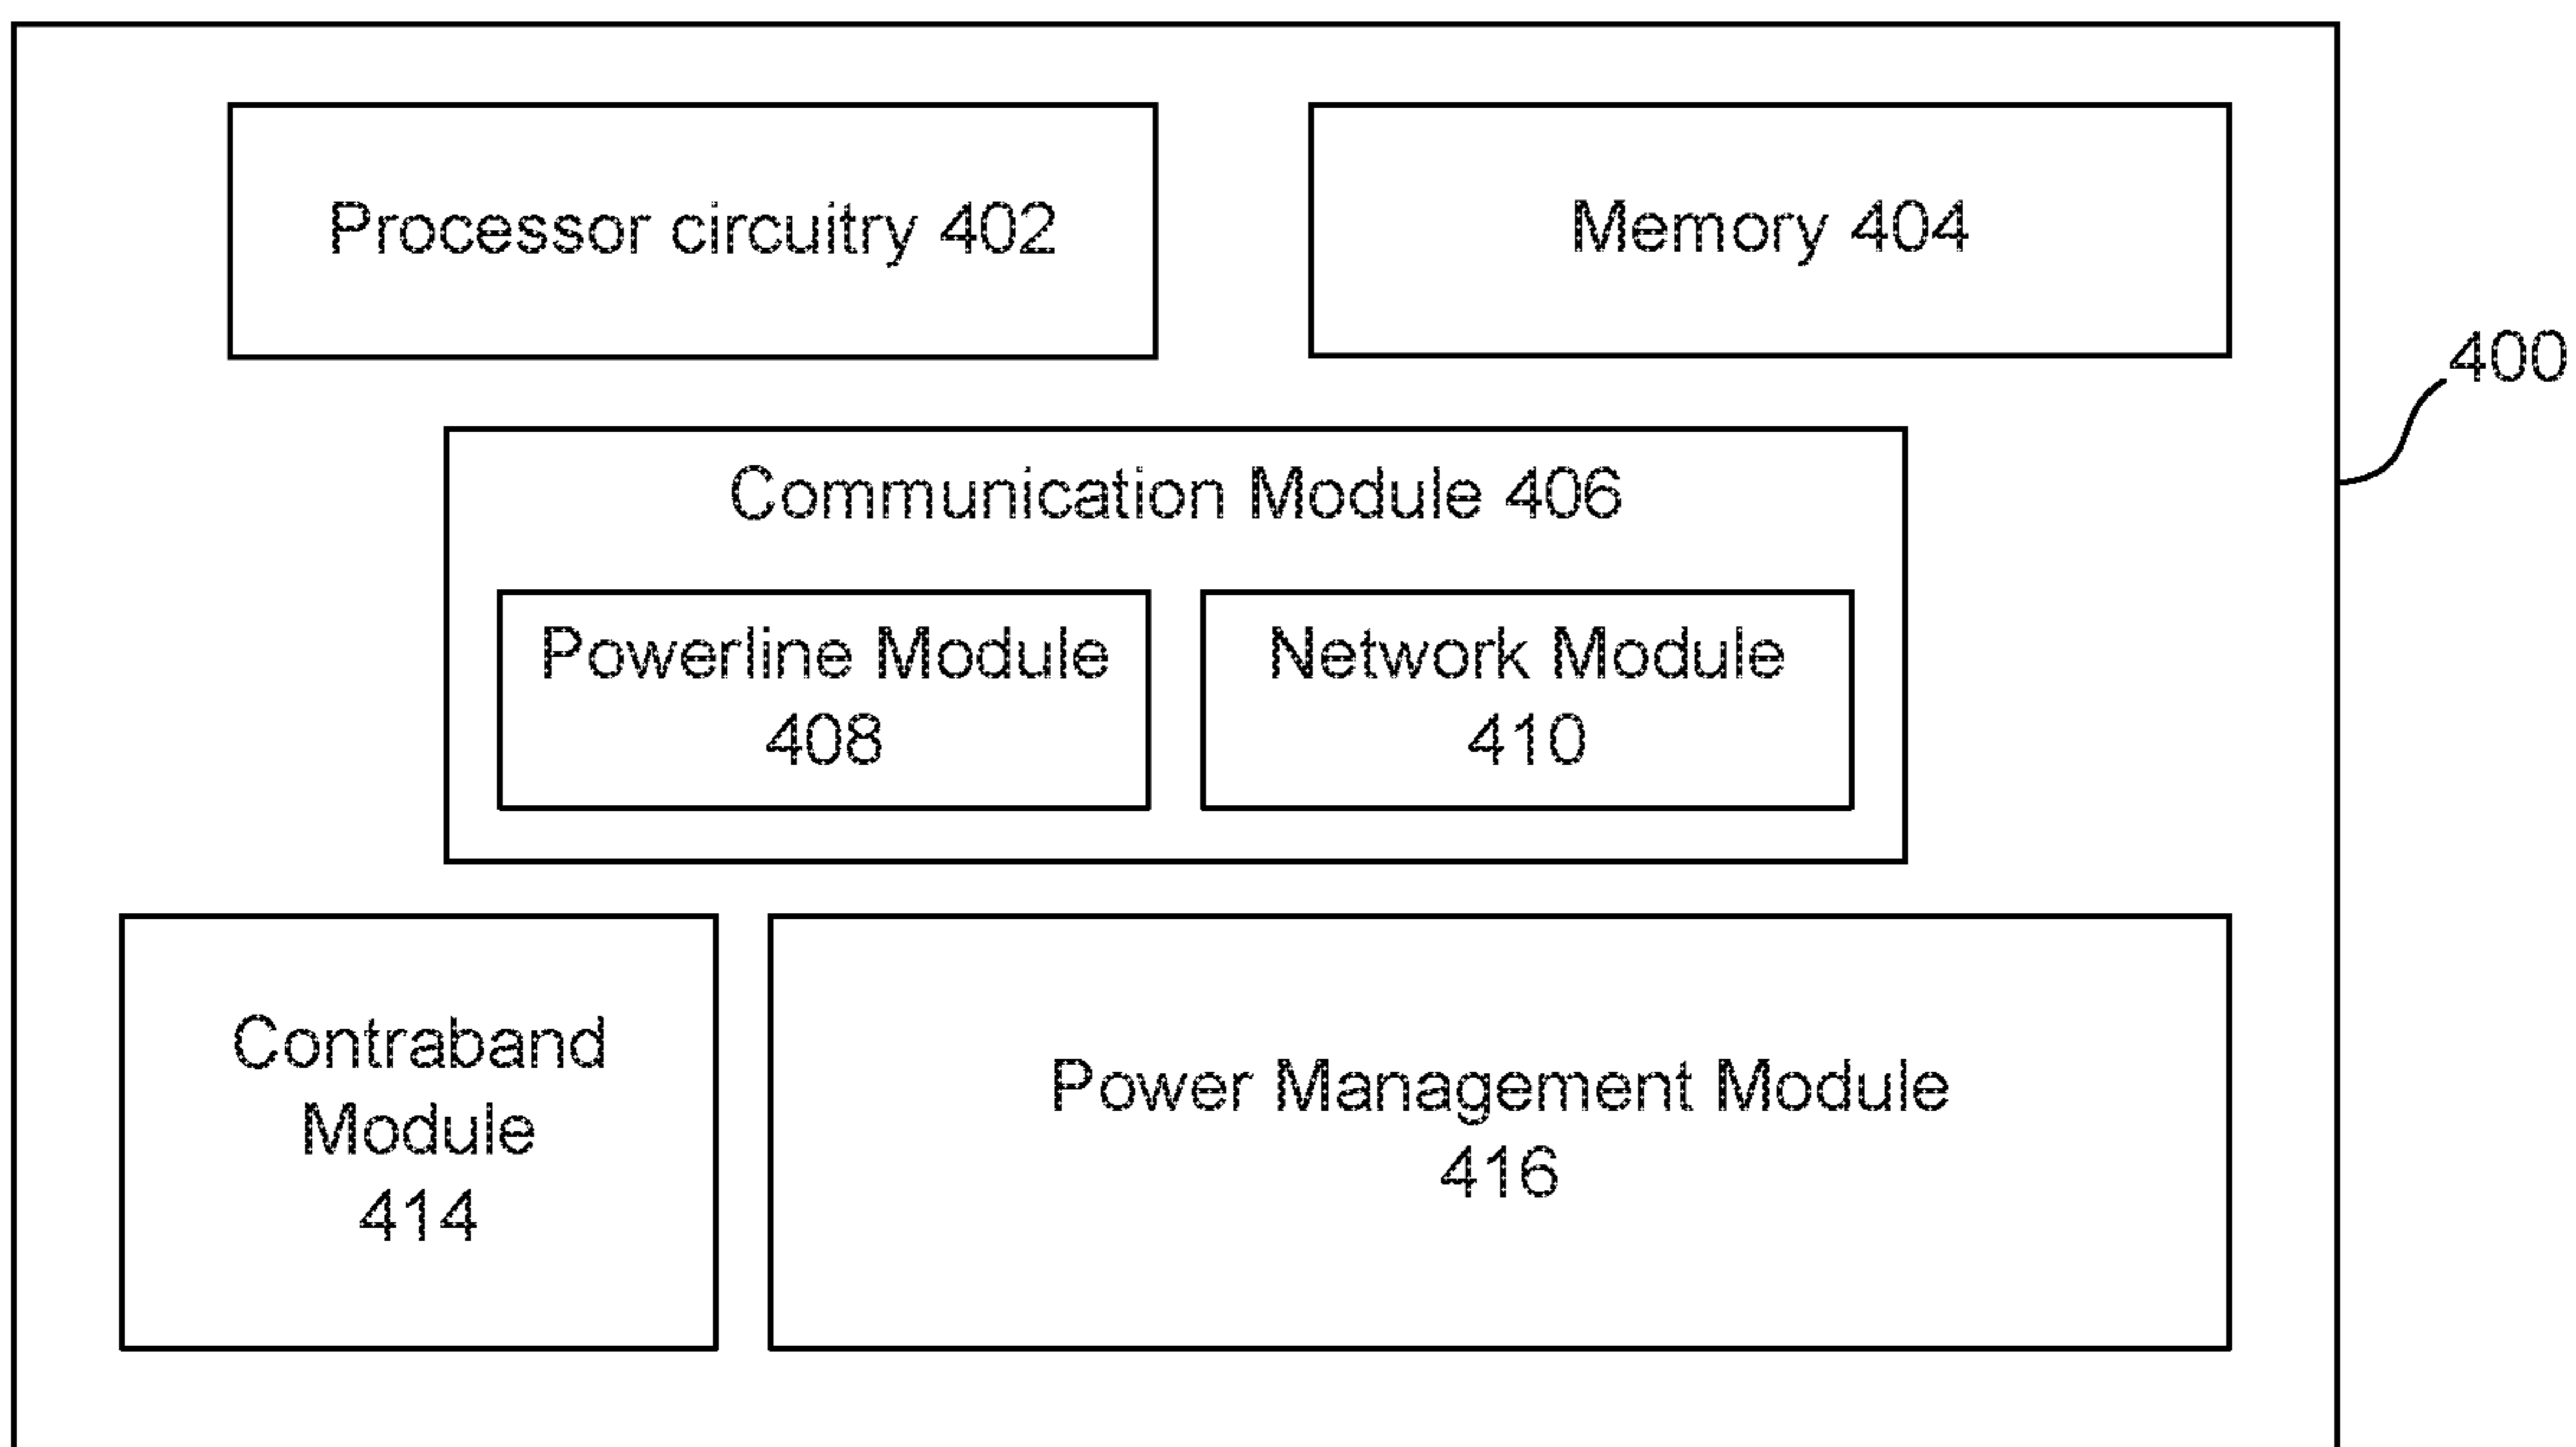 Processor circuitry 402
Memory 404
400
Communication Module 406
Powerline Module
408
Network Module
410
Contraband
Module
414
Power Management Module
416